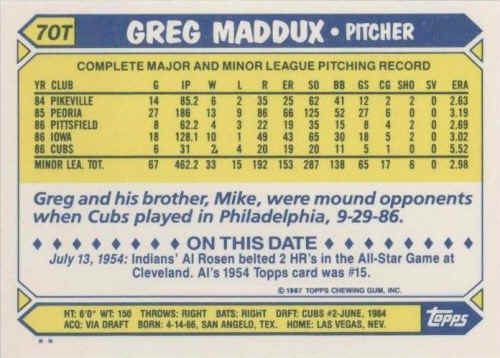 70T GREG MADDUX • PITCHER
COMPLETE MAJOR AND MINOR LEAGUE PITCHING RECORD
YR CLUB G IP W L R ER SO BB GS CG SHO SV ERA
84 PIKEVILLE 14 85.2 6 2 35 25 62 41 12 2 2 0 2.63
85 PEORIA 27 186 13 9 86 66 125 52 27 6 0 0 3.19
86 PITTSFIELD 8 62.2 4 3 22 19 35 15 8 4 2 0 2.69
86 IOWA 18 128.1 10 1 49 43 65 30 18 5 2 0 3.02
86 CUBS 6 31 2 4 20 19 20 11 5 1 0 0 5.52
MINOR LEA. TOT. 67 462.2 33 15 192 153 287 138 65 17 6 0 2.98
Greg and his brother, Mike, were mound opponents
when Cubs played in Philadelphia, 9-29-86.
ON THIS DATE
July 13, 1954: Indians' Al Rosen belted 2 HR's in the All-Star Game at
Cleveland. Al's 1954 Topps card was #15.
© 1987 TOPPS CHEWING GUM, INC.
HT: 6'0" WT: 150 THROWS: RIGHT BATS: RIGHT DRFT: CUBS #2-JUNE, 1984
ACQ: VIA DRAFT BORN: 4-14-66, SAN ANGELO, TEX. HOME: LAS VEGAS, NEV.
topps
**